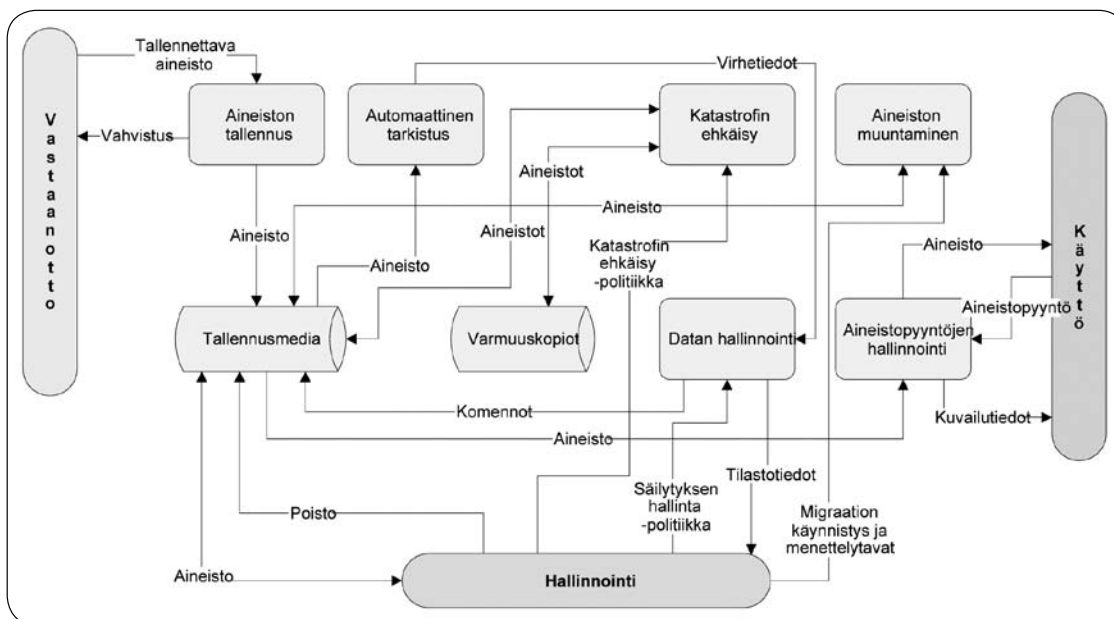 Vastaanotto
Tallennettava
aineisto
Vahvistus
Aineiston
tallennus
Automaattinen
tarkistus
Virhetiedot
Katastrofin
ehkäisy
Aineiston
muuntaminen
Aineistot
Aineisto
Aineisto
Aineistot
Aineisto
Katastrofin
ehkäisy
-politiikka
Aineisto
Käyttö
Aineistopyyntö
Tallennusmedia
Varmuuskopiot
Datan hallinnointi
Aineistopyyntöjen
hallinnointi
Komennot
Aineisto
Kuvailutiedot
Tilastotiedot
Säilytyksen
hallinta
-politiikka
Poisto
Migraation
käynnistys ja
menettelytavat
Aineisto
Hallinnointi